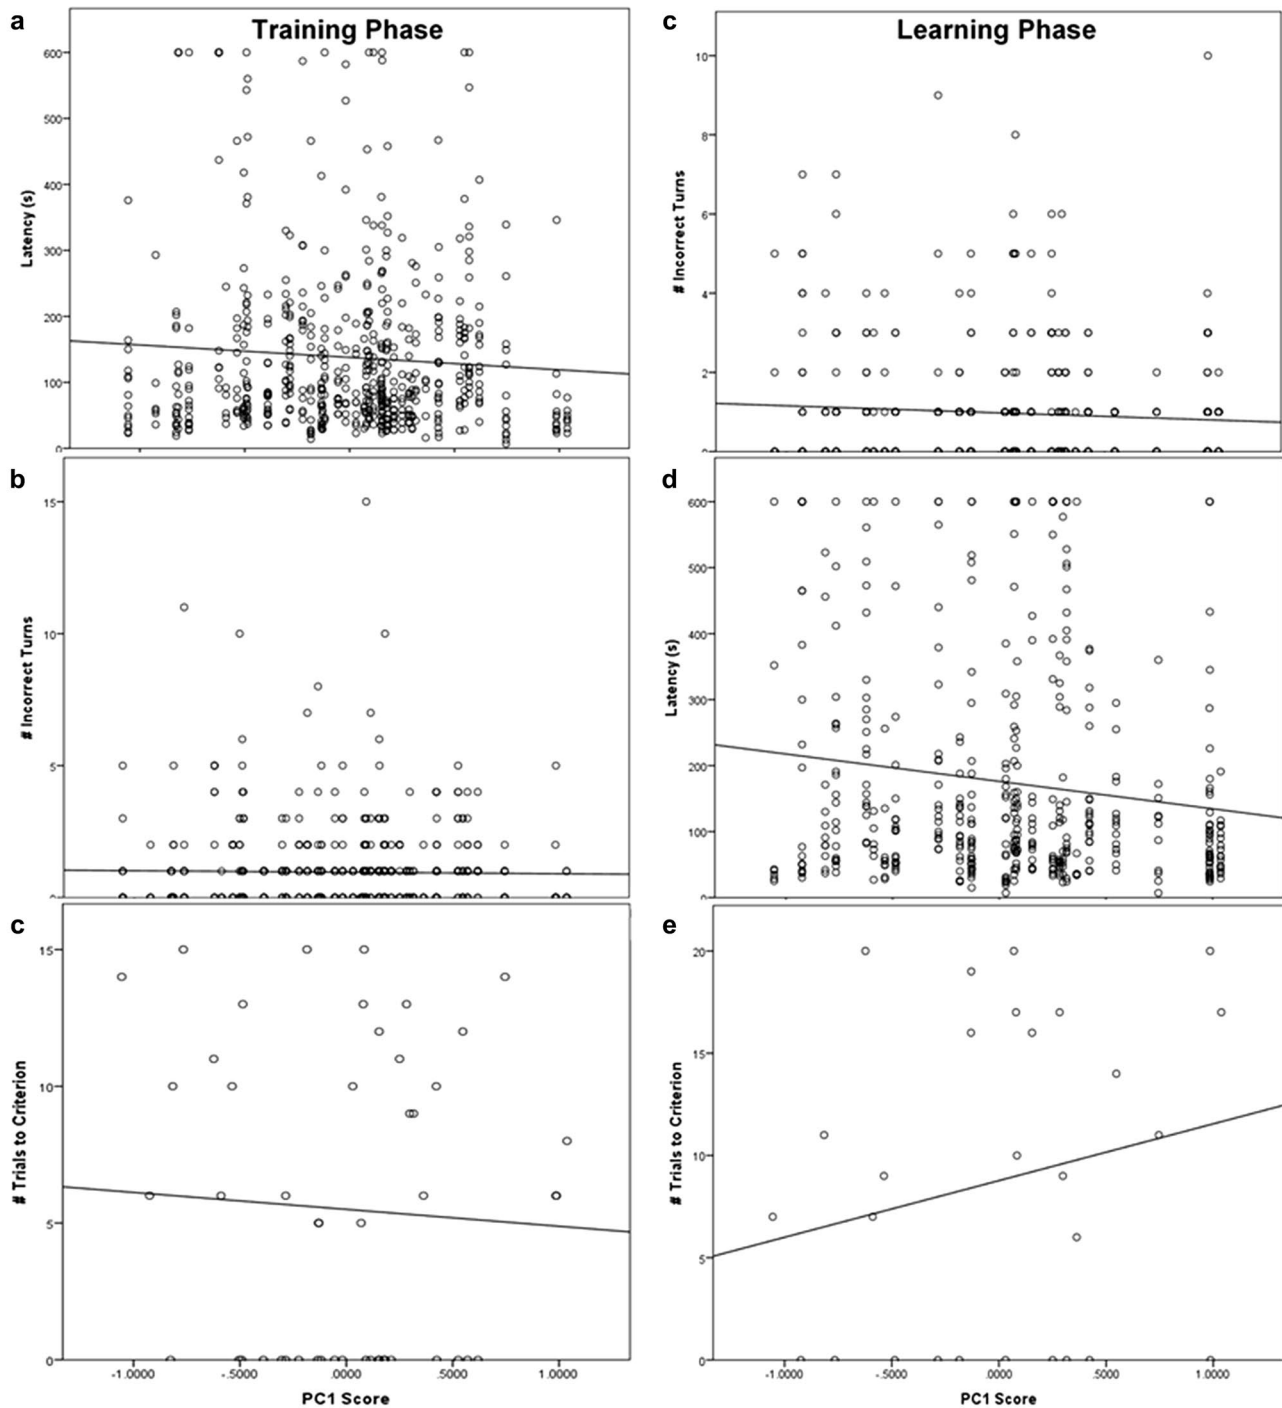 a
Training Phase
600
500
400
300
200
100
0
Latency (s)
b
15
10
5
0
# Incorrect Turns
c
15
10
5
0
# Trials to Criterion
-1.0000 -.5000 .0000 .5000 1.0000
PC1 Score
c
Learning Phase
10
8
6
4
2
0
# Incorrect Turns
d
600
500
400
300
200
100
0
Latency (s)
e
20
15
10
5
0
# Trials to Criterion
-1.0000 -.5000 .0000 .5000 1.0000
PC1 Score